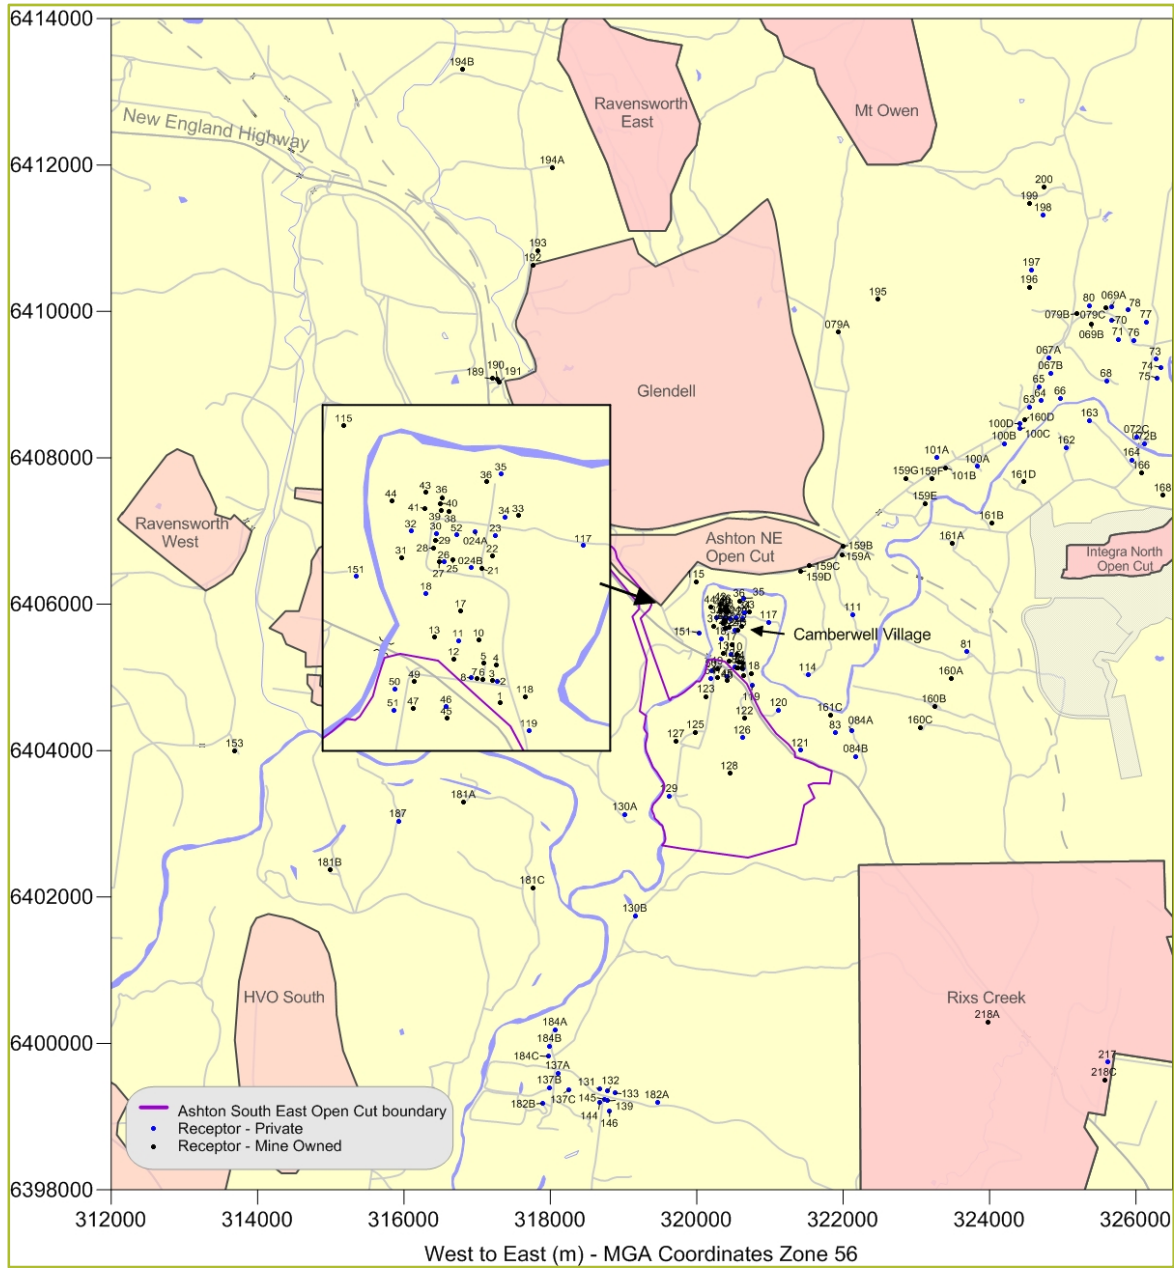 6414000
194B
Ravensworth
East
Mt Owen
New England Highway
6412000
194A
200
199
198
193
192
197
196
6410000
195
079A
80
069A
78
079B
079C
70
77
069B
71
76
067A
067B
73
74
75
68
189
190
191
Glendell
65
64
66
63
160D
163
100D
100C
100B
072C
072B
162
6408000
101A
100A
164
159G
159F
101B
161D
166
168
159E
161B
Ravensworth
West
Ashton NE
Open Cut
159B
159A
161A
Integra North
Open Cut
159C
159D
115
6406000
36
35
117
111
151
Camberwell Village
81
114
160A
18
123
119
120
160B
161C
160C
122
125
83
084A
127
126
121
084B
6404000
153
128
129
181A
130A
187
181B
181C
6402000
130B
115
35
36
43
36
44
41
40
39
38
34
33
32
30
52
23
117
29
024A
28
22
31
26
024B
27
25
21
151
18
17
13
11
10
12
5
4
8
7
6
3
2
49
50
1
118
47
46
51
45
119
HVO South
Rixs Creek
218A
6400000
184A
184B
184C
137A
217
218C
137B
137C
131
132
133
182A
182B
145
144
139
146
Ashton South East Open Cut boundary
Receptor - Private
Receptor - Mine Owned
6398000
312000
314000
316000
318000
320000
322000
324000
326000
West to East (m) - MGA Coordinates Zone 56